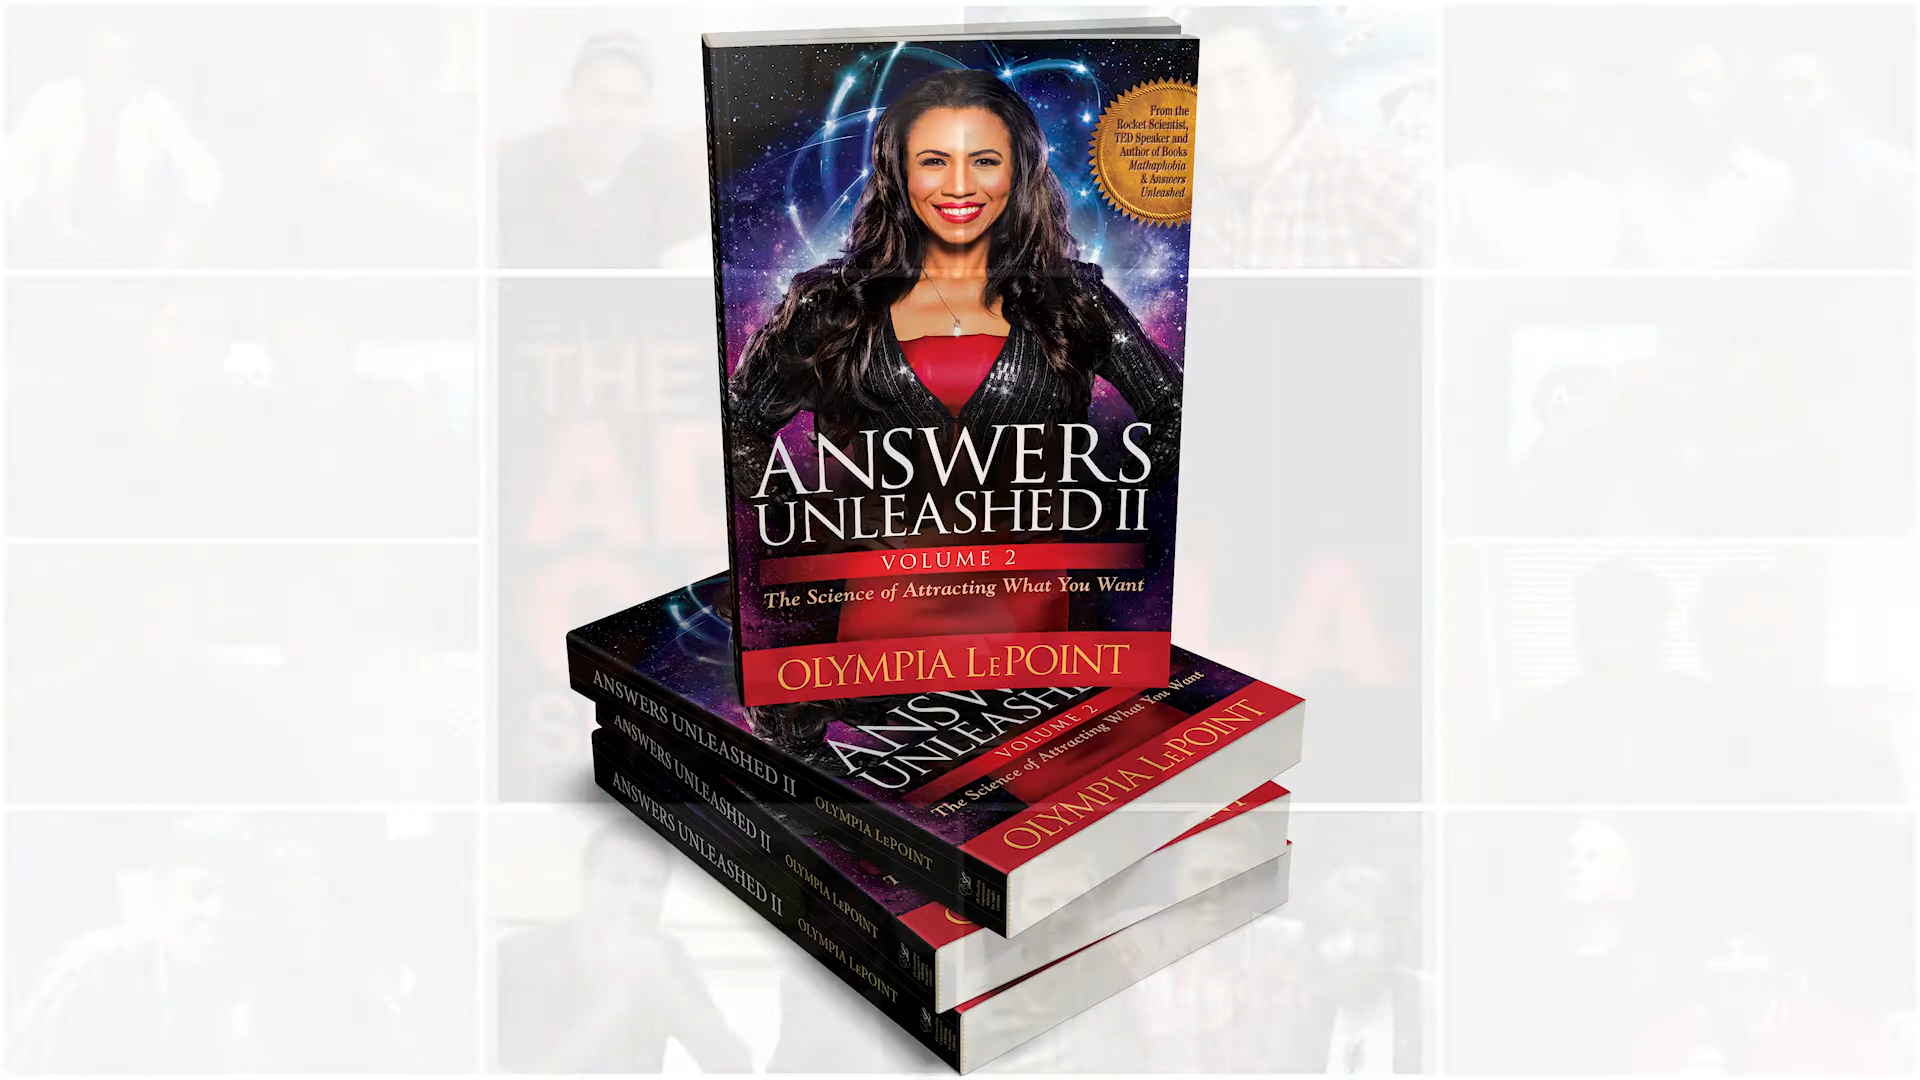 From the
Rocket Scientist,
TED Speaker and
Author of Books
Mathaphobia
& Answers
Unleashed
ANSWERS
UNLEASHED II
VOLUME 2
The Science of Attracting What You Want
OLYMPIA LEPOINT
THE
ANSWERS UNLEASHED II
OLYMPIA LEPOINT
VOLUME 2
The Science of Attracting What You Want
OLYMPIA LEPOINT
ANSWERS UNLEASHED II
OLYMPIA LEPOINT
ANSWERS UNLEASHED II
OLYMPIA LEPOINT